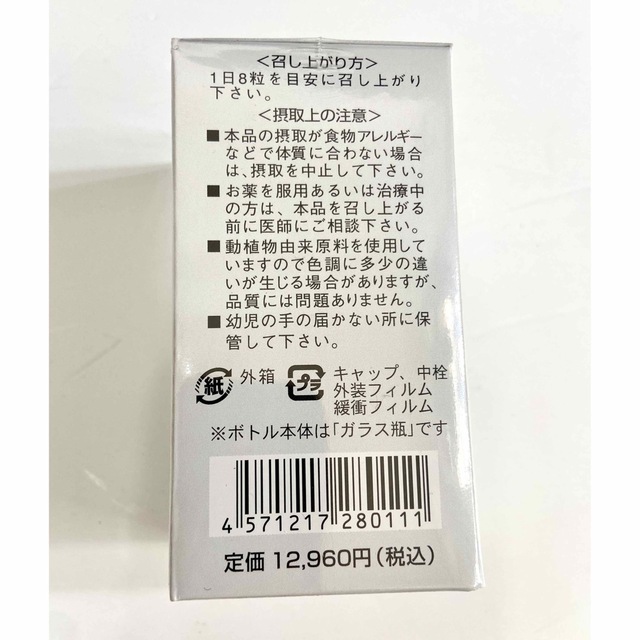 ＜召し上がり方＞
1日8粒を目安に召し上がり
下さい。
＜摂取上の注意＞
■本品の摂取が食物アレルギー
などで体質に合わない場合
は、摂取を中止して下さい。
■お薬を服用あるいは治療中
の方は、本品を召し上がる
前に医師にご相談下さい。
■動植物由来原料を使用して
いますので色調に多少の違
いが生じる場合がありますが、
品質には問題ありません。
■幼児の手の届かない所に保
管して下さい。
紙 外箱 プラ キャップ、中栓
外装フィルム
緩衝フィルム
※ボトル本体は「ガラス瓶」です
4 571217 280111
定価 12,960円（税込）